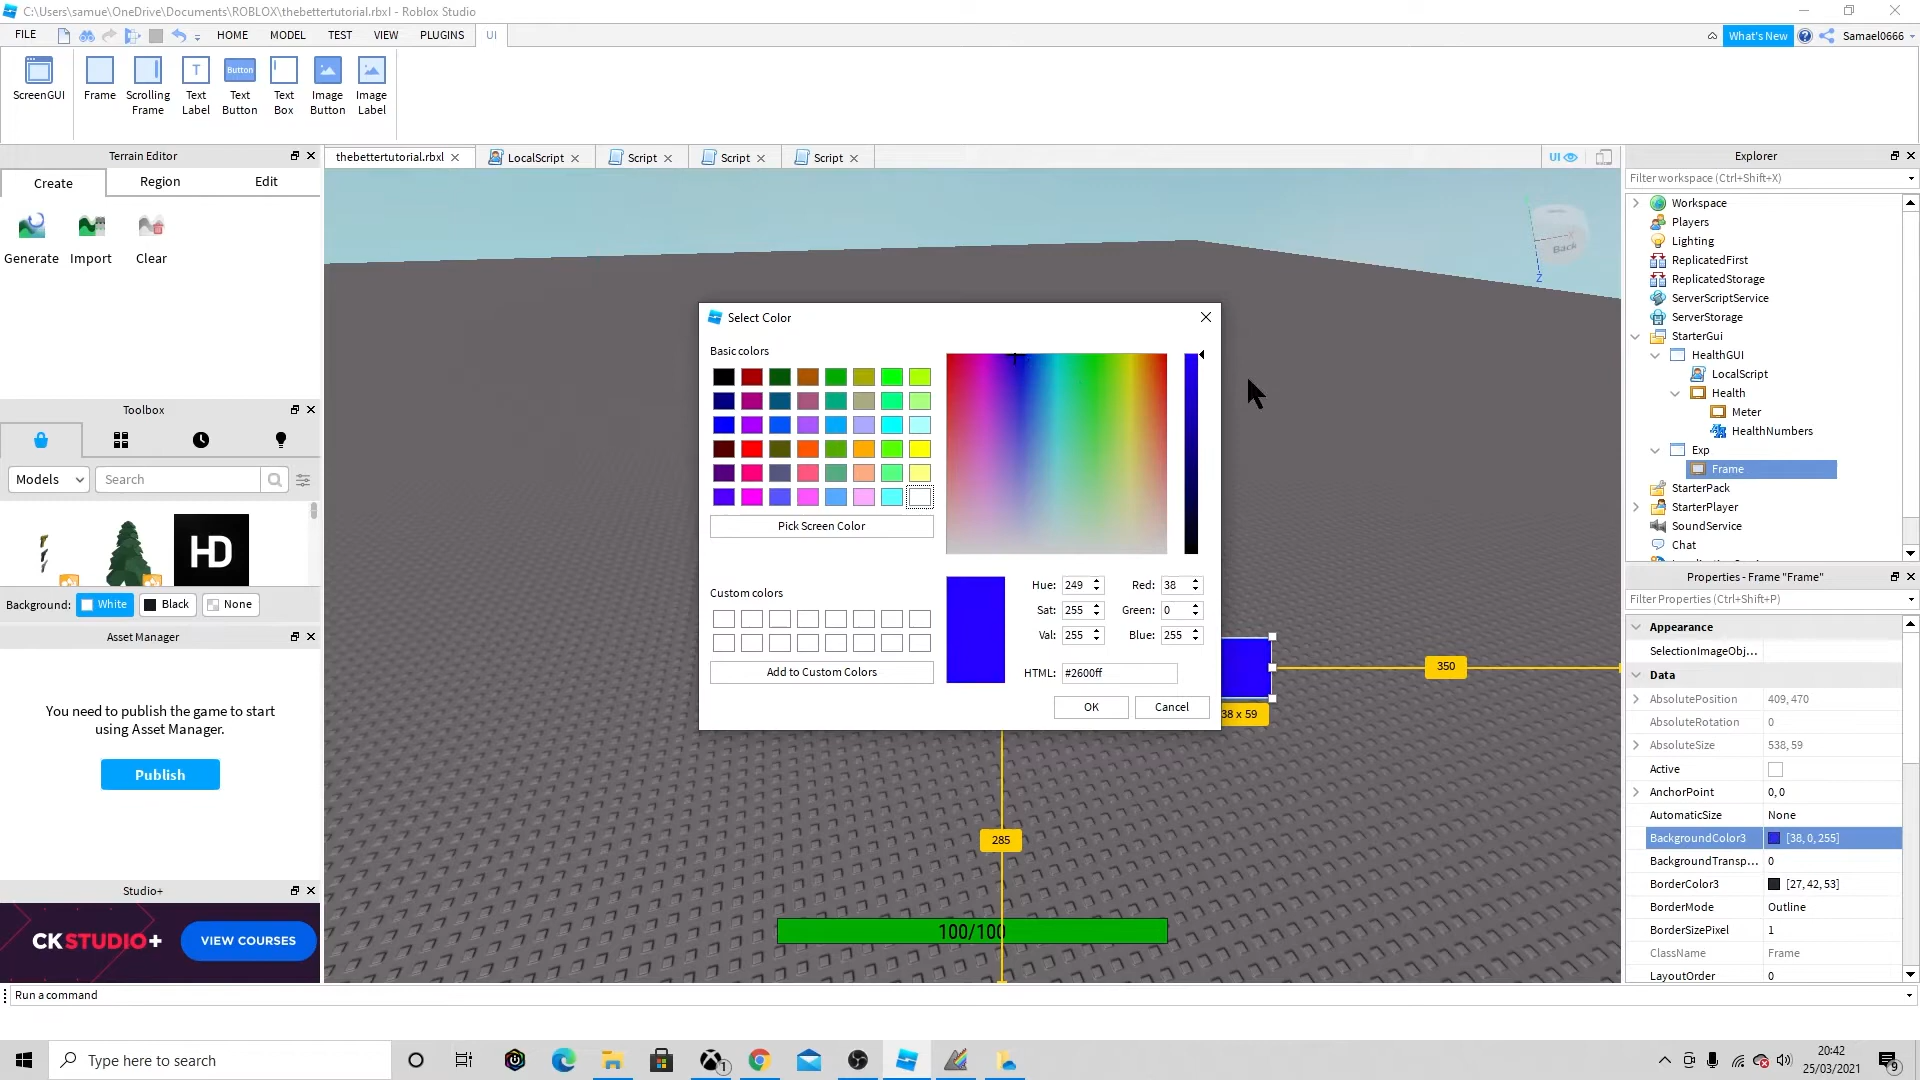 C:\Users\samue\OneDrive\Documents\ROBLOX\thebettertutorial.rbxl - Roblox Studio
FILE HOME MODEL TEST VIEW PLUGINS UI What's New Samael0666
ScreenGUI Frame Scrolling Frame Text Label Text Button Button Text Box Image Button Image Label
Terrain Editor
Create Region Edit
Generate Import Clear
Toolbox
Models Search
HD
Background: White Black None
Asset Manager
You need to publish the game to start
using Asset Manager.
Publish
Studio+
CKSTUDIO+ VIEW COURSES
Run a command
thebettertutorial.rbxl LocalScript Script Script Script UI
Back
Z
Select Color
Basic colors
Pick Screen Color
Custom colors
Add to Custom Colors
Hue: 249 Red: 38
Sat: 255 Green: 0
Val: 255 Blue: 255
HTML: #2600ff
OK Cancel
350
38 x 59
285
100/100
Explorer
Filter workspace (Ctrl+Shift+X)
Workspace
Players
Lighting
ReplicatedFirst
ReplicatedStorage
ServerScriptService
ServerStorage
StarterGui
HealthGUI
LocalScript
Health
Meter
HealthNumbers
Exp
Frame
StarterPack
StarterPlayer
SoundService
Chat
Properties - Frame "Frame"
Filter Properties (Ctrl+Shift+P)
Appearance
SelectionImageObj...
Data
AbsolutePosition 409, 470
AbsoluteRotation 0
AbsoluteSize 538, 59
Active
AnchorPoint 0, 0
AutomaticSize None
BackgroundColor3 [38, 0, 255]
BackgroundTransp... 0
BorderColor3 [27, 42, 53]
BorderMode Outline
BorderSizePixel 1
ClassName Frame
LayoutOrder 0
Type here to search
1
20:42
25/03/2021
9